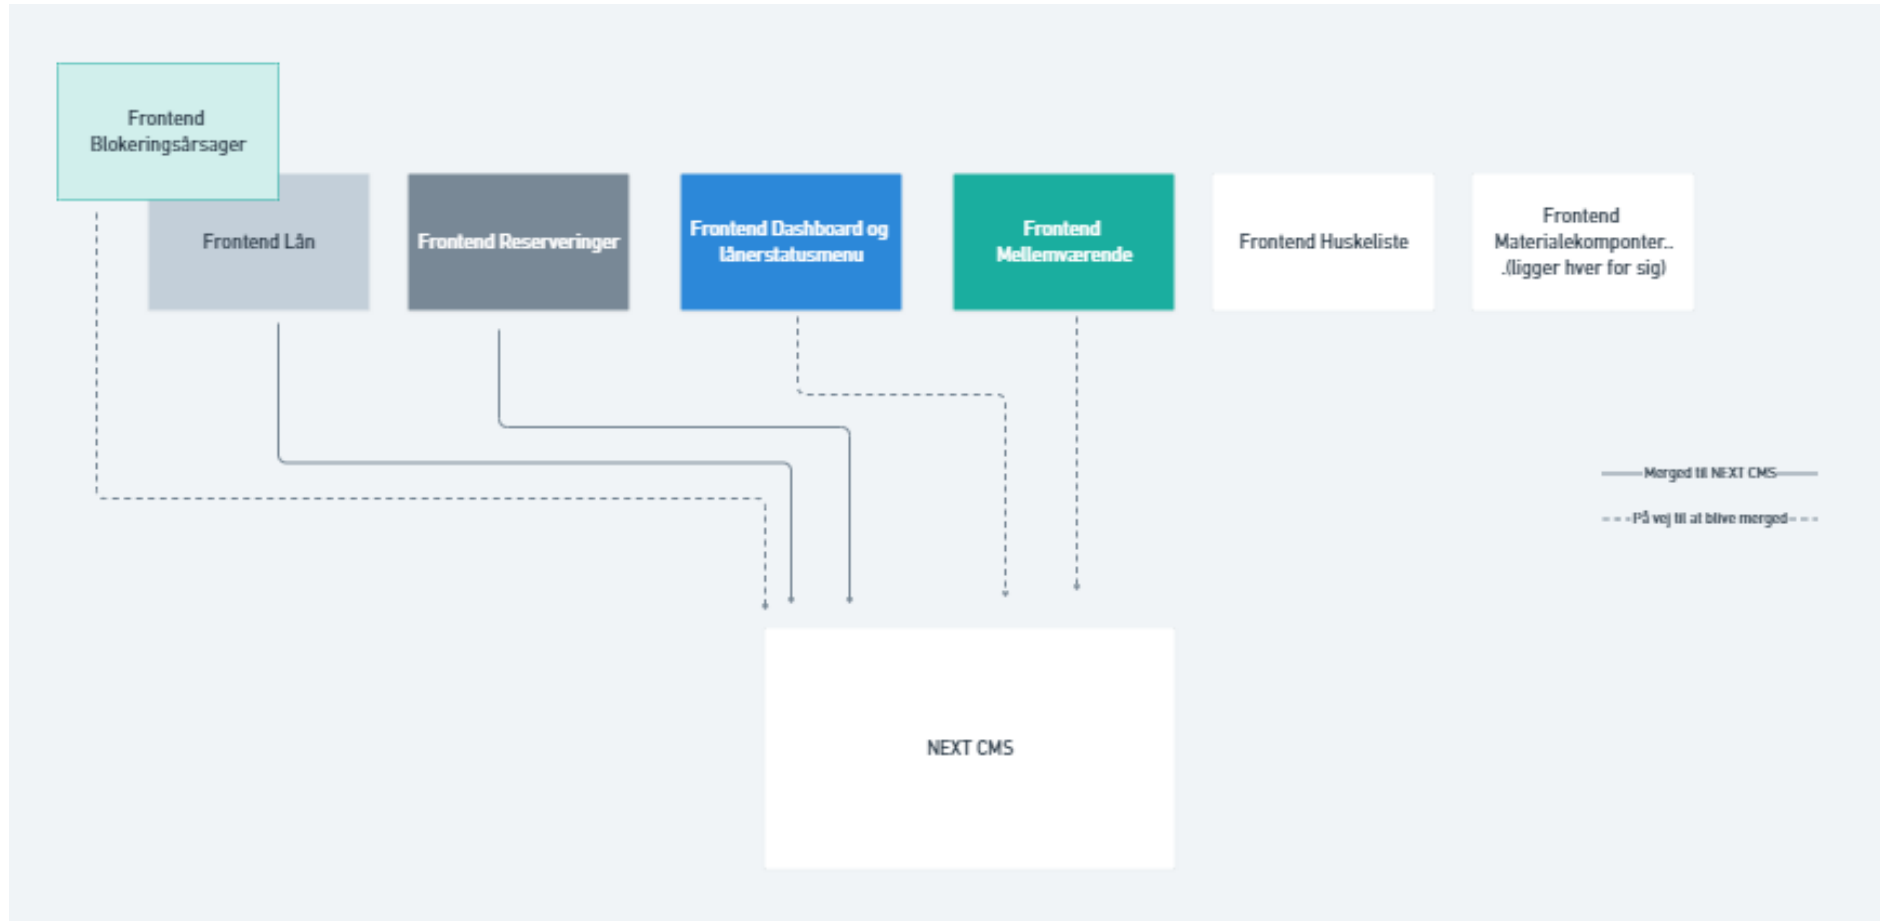 Frontend
Blokeringsårsager
Frontend Lån
Frontend Reserveringer
Frontend Dashboard og
lånerstatusmenu
Frontend
Mellemværende
Frontend Huskeliste
Frontend
Materialekomponter..
.(ligger hver for sig)
Merged til NEXT CMS
På vej til at blive merged
NEXT CMS